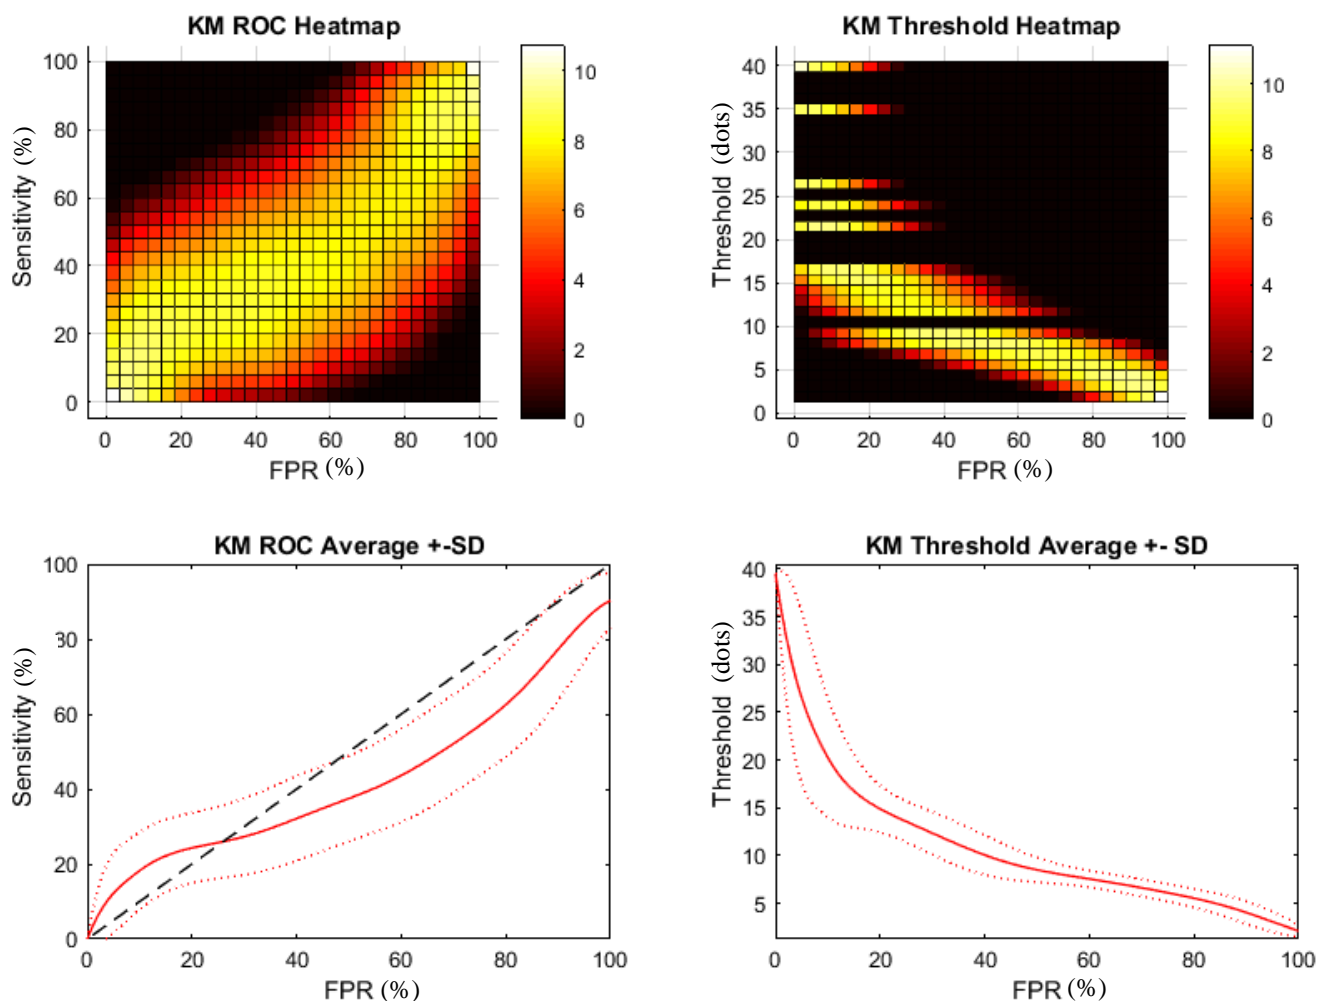 KM ROC Heatmap
Sensitivity (%)
100
80
60
40
20
0
0 20 40 60 80 100
FPR (%)
10
8
6
4
2
0
KM Threshold Heatmap
Threshold (dots)
40
35
30
25
20
15
10
5
0
0 20 40 60 80 100
FPR (%)
10
8
6
4
2
0
KM ROC Average +-SD
Sensitivity (%)
100
30
60
40
20
0
0 20 40 60 80 100
FPR (%)
KM Threshold Average +- SD
Threshold (dots)
40
35
30
25
20
15
10
5
0 20 40 60 80 100
FPR (%)